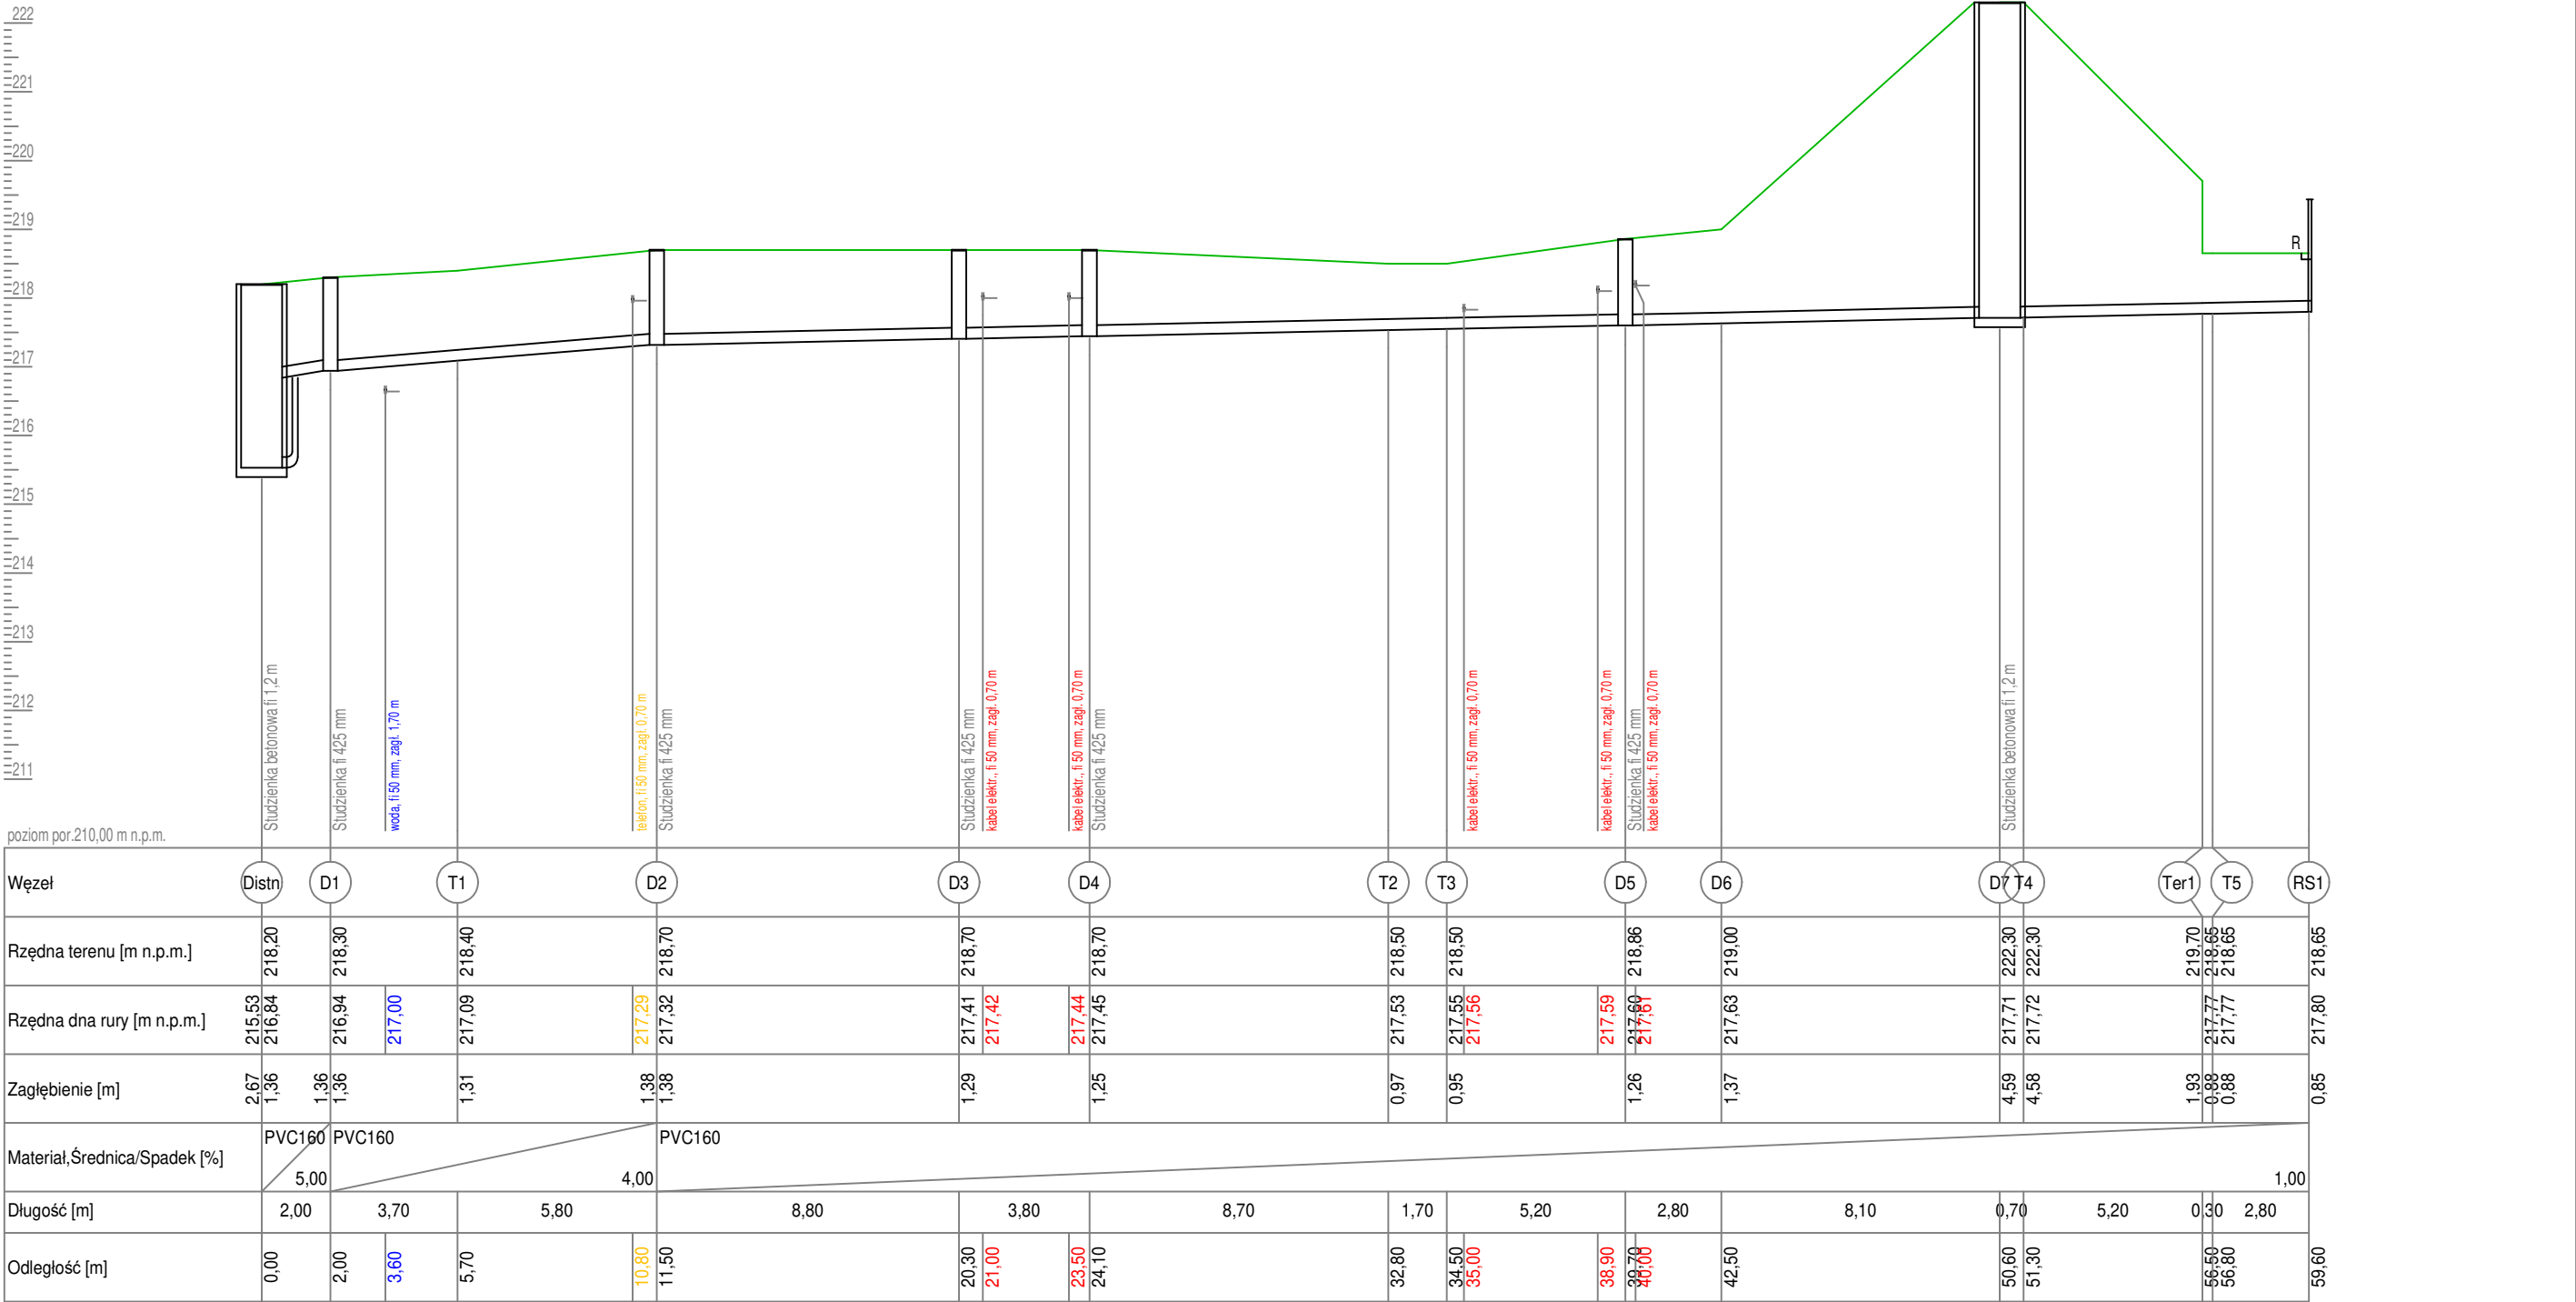 222
221
220
219
218
217
216
215
214
213
212
211
R
Studzienka betonowa fi 1,2 m
Studzienka fi 425 mm
woda, fi 50 mm, zagł. 1,70 m
telefon, fi 50 mm, zagł. 0,70 m
Studzienka fi 425 mm
Studzienka fi 425 mm
kabel elektr., fi 50 mm, zagł. 0,70 m
kabel elektr., fi 50 mm, zagł. 0,70 m
Studzienka fi 425 mm
kabel elektr., fi 50 mm, zagł. 0,70 m
kabel elektr., fi 50 mm, zagł. 0,70 m
Studzienka fi 425 mm
kabel elektr., fi 50 mm, zagł. 0,70 m
Studzienka betonowa fi 1,2 m
poziom por.210,00 m n.p.m.
Węzeł Distn D1 T1 D2 D3 D4 T2 T3 D5 D6 D7 T4 Ter1 T5 RS1
Rzędna terenu [m n.p.m.] 218,20 218,30 218,40 218,70 218,70 218,70 218,50 218,50 218,86 219,00 222,30 222,30 219,70 218,65 218,65 218,65
Rzędna dna rury [m n.p.m.] 215,53 216,84 216,94 217,00 217,09 217,29 217,32 217,41 217,42 217,44 217,45 217,53 217,55 217,56 217,59 217,60 217,61 217,63 217,71 217,72 217,77 217,77 217,80
Zagłębienie [m] 2,67 1,36 1,36 1,36 1,31 1,38 1,38 1,29 1,25 0,97 0,95 1,26 1,37 4,59 4,58 1,93 0,88 0,88 0,85
Materiał,Średnica/Spadek [%] PVC160 5,00 PVC160 4,00 PVC160 1,00
Długość [m] 2,00 3,70 5,80 8,80 3,80 8,70 1,70 5,20 2,80 8,10 0,70 5,20 0,30 2,80
Odległość [m] 0,00 2,00 3,60 5,70 10,80 11,50 20,30 21,00 23,50 24,10 32,80 34,50 35,00 38,90 39,70 40,00 42,50 50,60 51,30 56,50 56,80 59,60